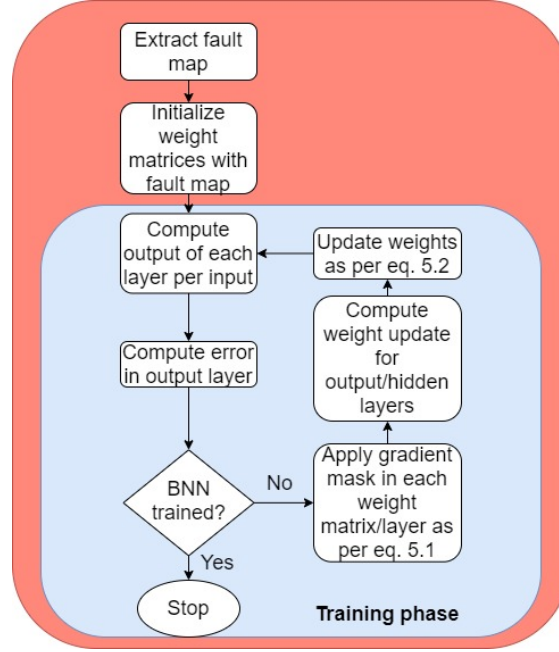 Extract fault
map
Initialize
weight
matrices with
fault map
Compute
output of each
layer per input
Compute error
in output layer
BNN
trained?
No
Yes
Stop
Apply gradient
mask in each
weight
matrix/layer as
per eq. 5.1
Compute
weight update
for
output/hidden
layers
Update weights
as per eq. 5.2
Training phase